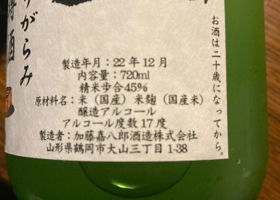 お酒は二十歳になってから。
製造年月：22年12月
内容量：720ml
精米歩合45%
原材料名：米（国産）米麹（国産米）
醸造アルコール
アルコール度数17度
製造者：加藤嘉八郎酒造株式会社
山形県鶴岡市大山三丁目1-38
りがらみ